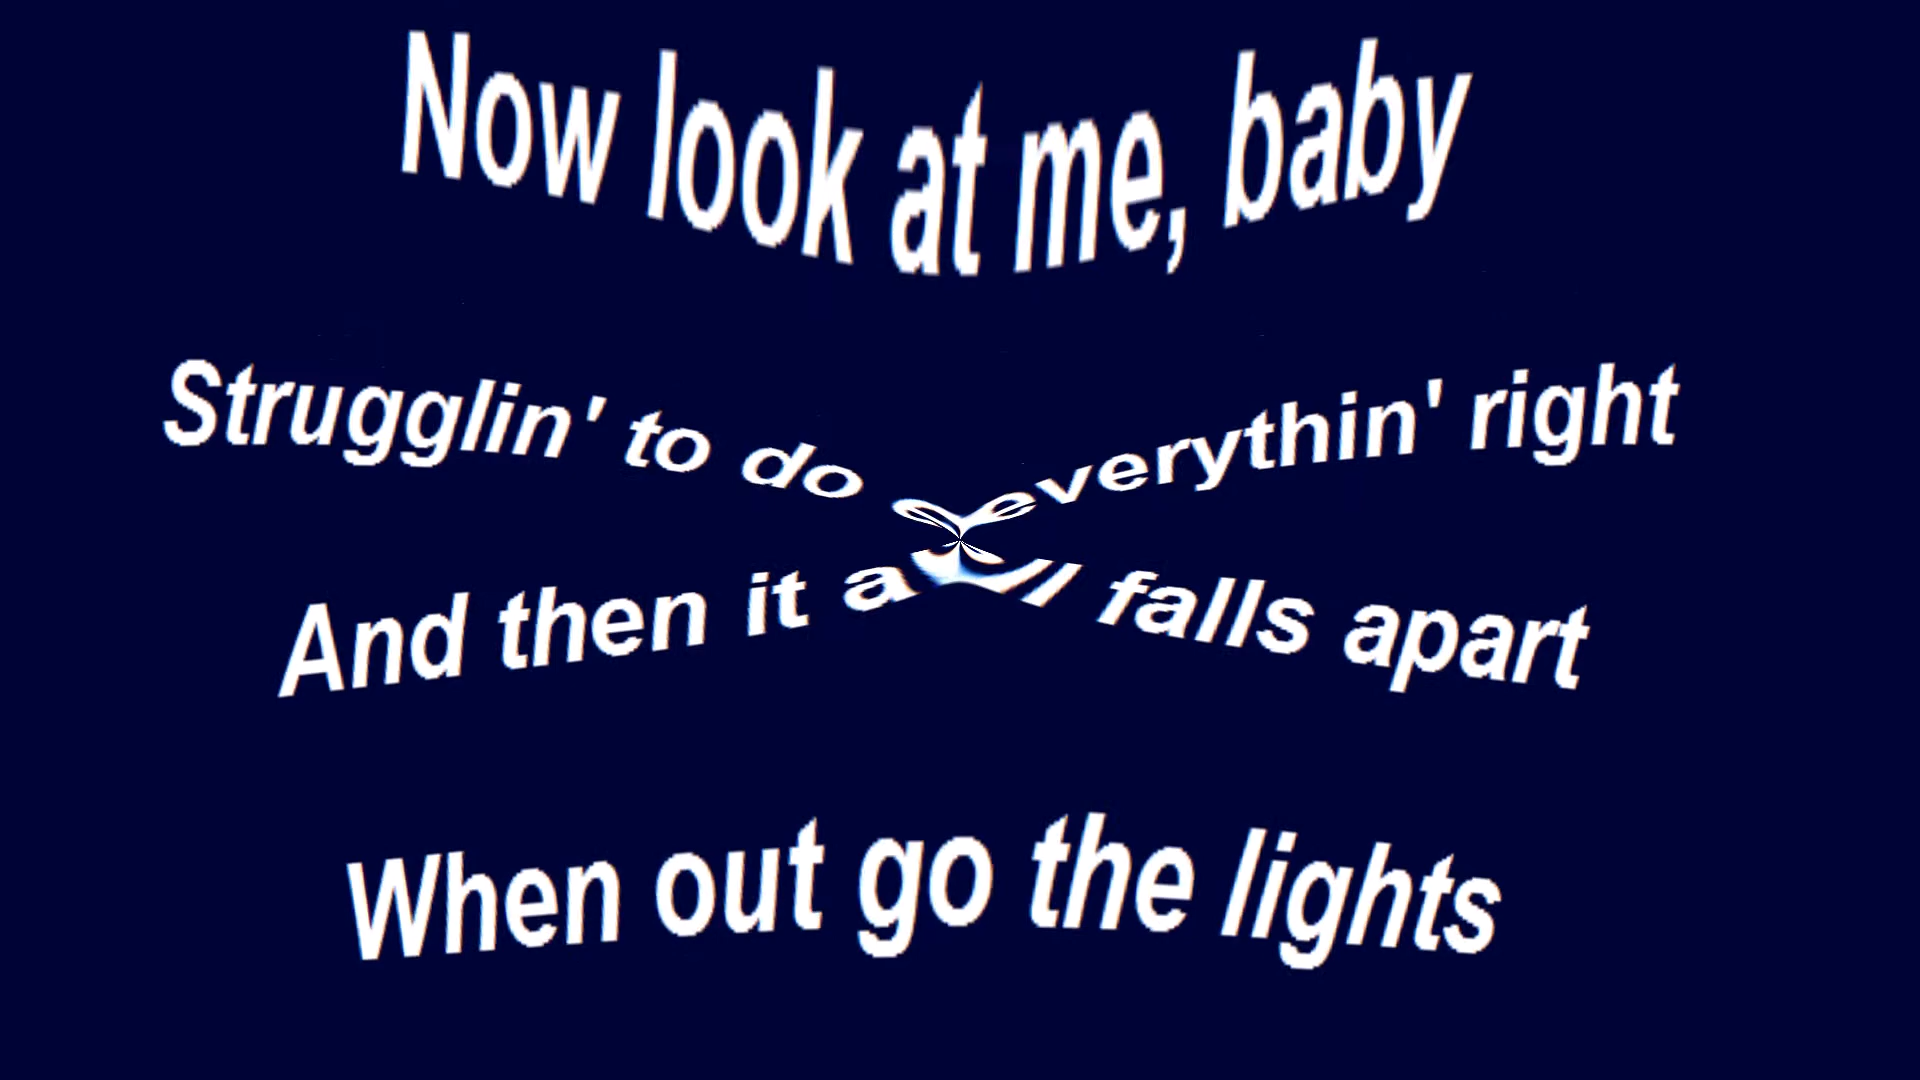 Now look at me, baby
Strugglin' to do everythin' right
And then it all falls apart
When out go the lights